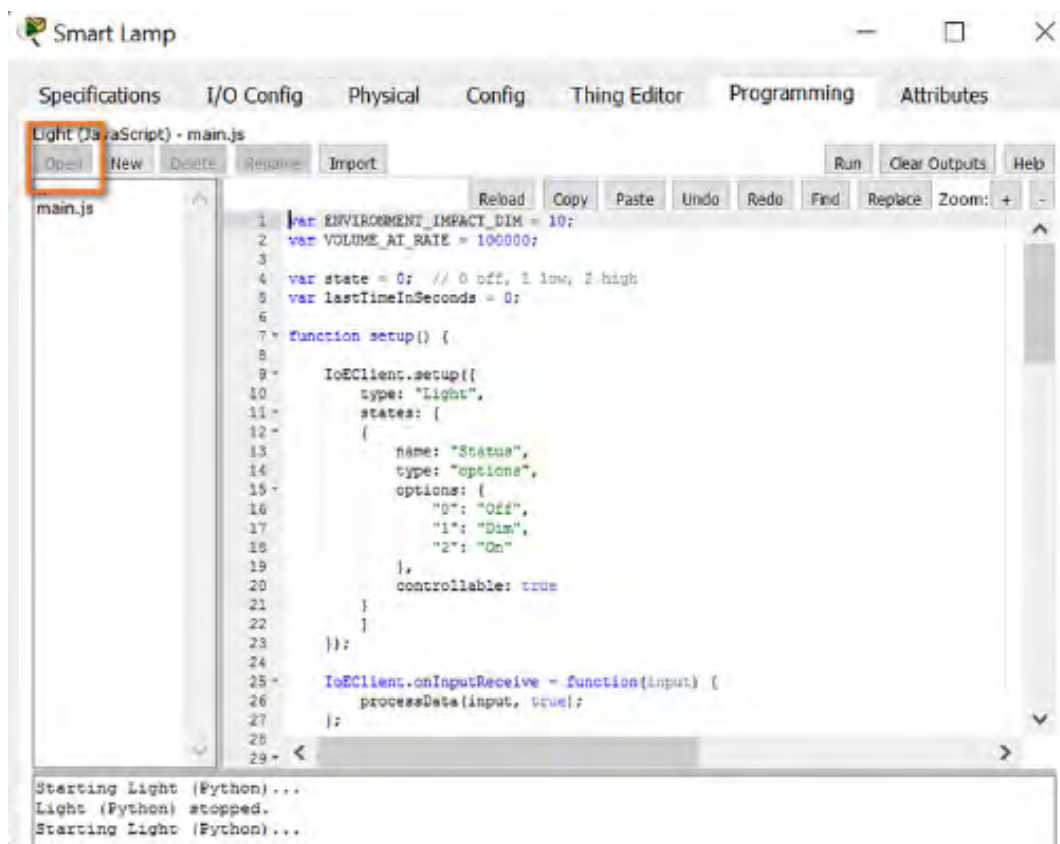 Smart Lamp
Specifications I/O Config Physical Config Thing Editor Programming Attributes
Light (JavaScript) - main.js
Open New Delete Rename Import Run Clear Outputs Help
main.js
Reload Copy Paste Undo Redo Find Replace Zoom: + -
1 var ENVIRONMENT_IMPACT_DIM = 10;
2 var VOLUME_AT_RATE = 100000;
3
4 var state = 0; // 0 off, 1 low, 2 high
5 var lastTimeInSeconds = 0;
6
7 function setup() {
8
9 IoEClient.setup({
10 type: "Light",
11 states: [
12 {
13 name: "Status",
14 type: "options",
15 options: {
16 "0": "Off",
17 "1": "Dim",
18 "2": "On"
19 },
20 controllable: true
21 }
22 ]
23 });
24
25 IoEClient.onInputReceive = function(input) {
26 processData(input, true);
27 };
28
29
Starting Light (Python)...
Light (Python) stopped.
Starting Light (Python)...